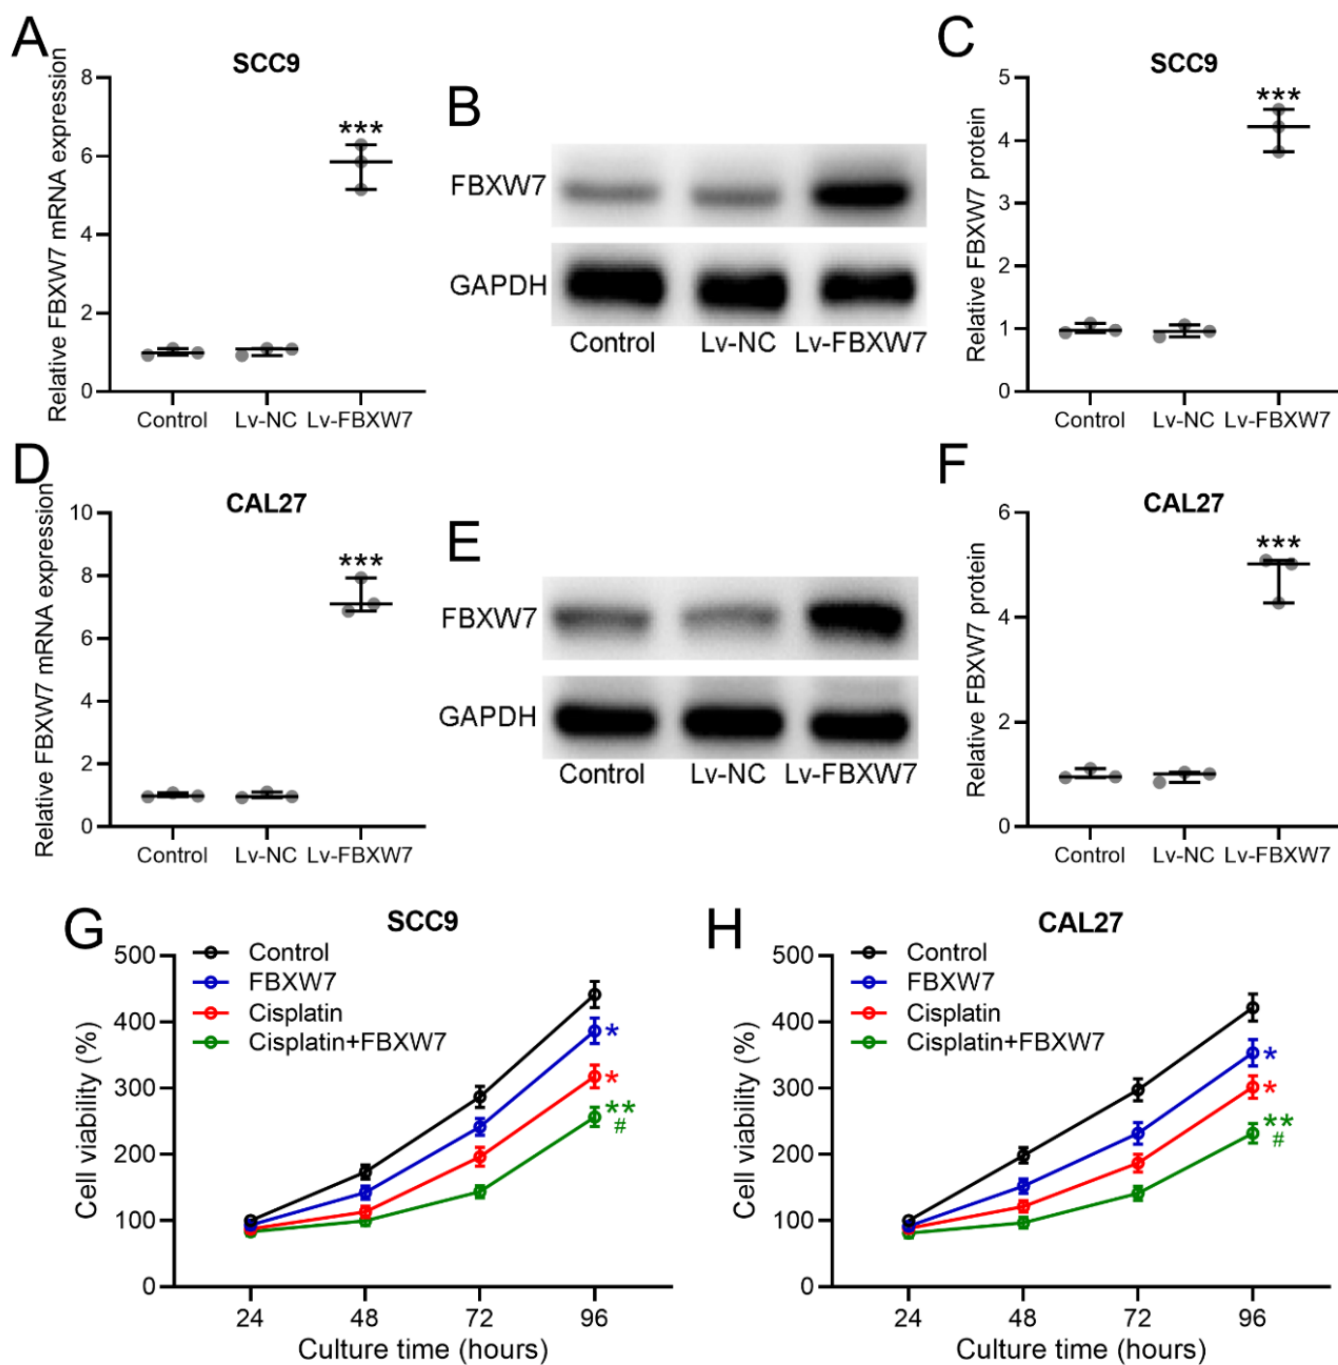 A
SCC9
Relative FBXW7 mRNA expression
8
6
4
2
0
***
Control Lv-NC Lv-FBXW7
B
FBXW7
GAPDH
Control Lv-NC Lv-FBXW7
C
SCC9
Relative FBXW7 protein
5
4
3
2
1
0
***
Control Lv-NC Lv-FBXW7
D
CAL27
Relative FBXW7 mRNA expression
10
8
6
4
2
0
***
Control Lv-NC Lv-FBXW7
E
FBXW7
GAPDH
Control Lv-NC Lv-FBXW7
F
CAL27
Relative FBXW7 protein
6
4
2
0
***
Control Lv-NC Lv-FBXW7
G
SCC9
Control
FBXW7
Cisplatin
Cisplatin+FBXW7
Cell viability (%)
500
400
300
200
100
0
*
*
**
#
24 48 72 96
Culture time (hours)
H
CAL27
Control
FBXW7
Cisplatin
Cisplatin+FBXW7
Cell viability (%)
500
400
300
200
100
0
*
*
**
#
24 48 72 96
Culture time (hours)